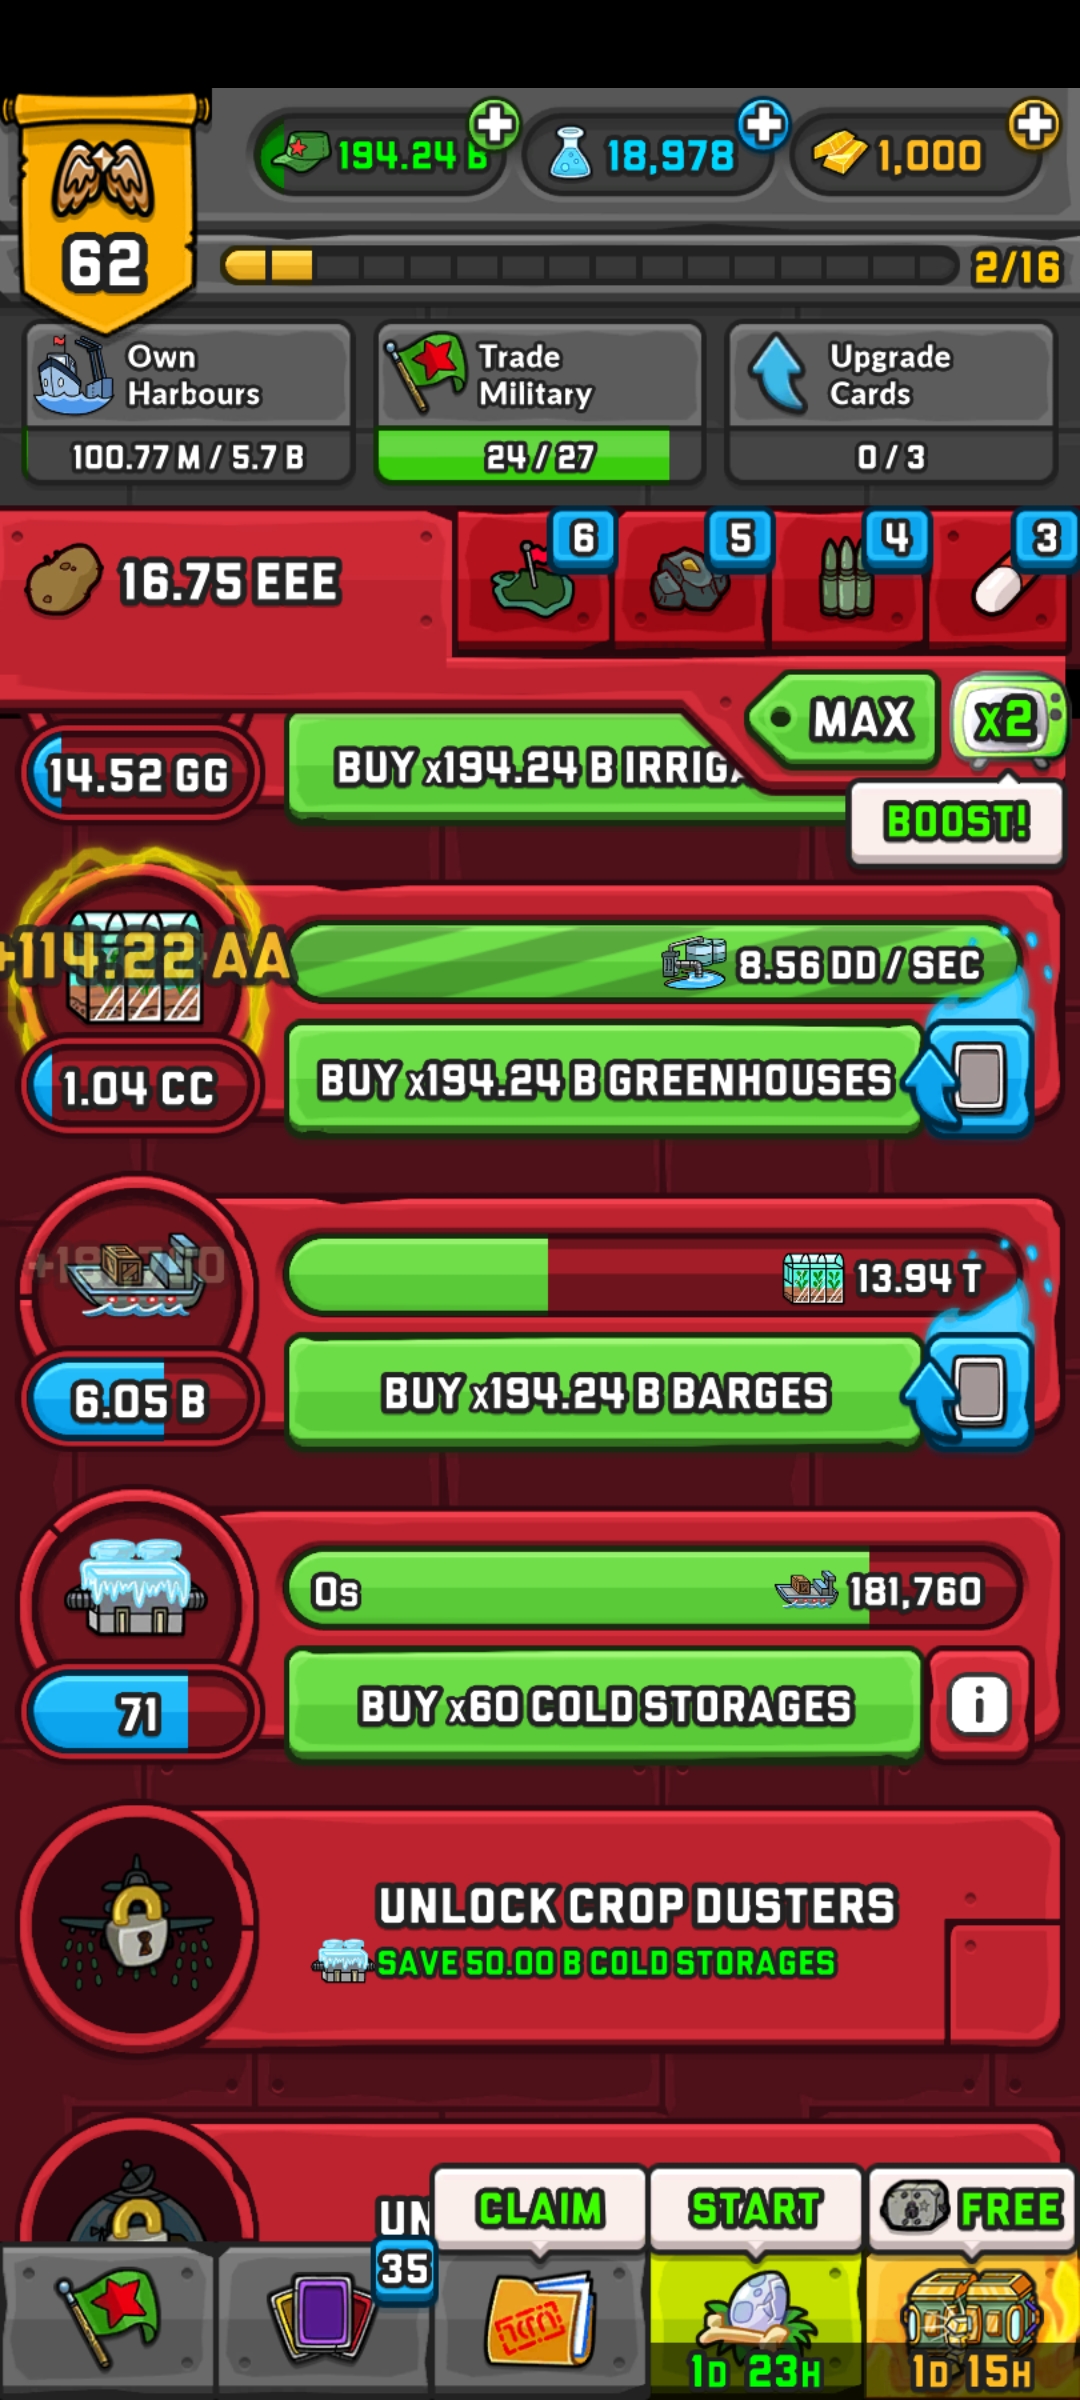 194.24 B
18,978
1,000
62
2/16
Own
Harbours
Trade
Military
Upgrade
Cards
100.77 M / 5.7 B
24 / 27
0 / 3
16.75 EEE
6
5
4
3
MAX
x2
14.52 GG
BUY x194.24 B
BOOST!
+114.22 AA
8.56 DD / SEC
1.04 CC
BUY x194.24 B GREENHOUSES
13.94 T
6.05 B
BUY x194.24 B BARGES
0s
181,760
71
BUY x60 COLD STORAGES
i
UNLOCK CROP DUSTERS
SAVE 50.00 B COLD STORAGES
CLAIM
START
FREE
35
1D 23H
1D 15H